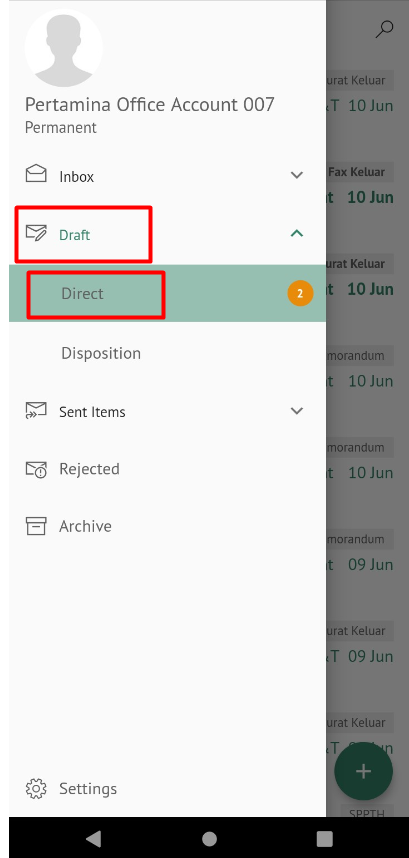 Pertamina Office Account 007
Permanent
Inbox
Draft
Direct
2
Disposition
Sent Items
Rejected
Archive
Settings
urat Keluar
&T 10 Jun
Fax Keluar
10 Jun
urat Keluar
10 Jun
morandum
10 Jun
morandum
10 Jun
morandum
09 Jun
urat Keluar
&T 09 Jun
urat Keluar
SPPTH